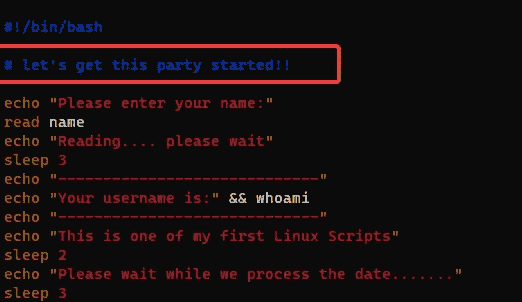 #!/bin/bash
# let's get this party started!!
echo "Please enter your name:"
read name
echo "Reading.... please wait"
sleep 3
echo "-----------------------------"
echo "Your username is:" && whoami
echo "-----------------------------"
echo "This is one of my first Linux Scripts"
sleep 2
echo "Please wait while we process the date......."
sleep 3